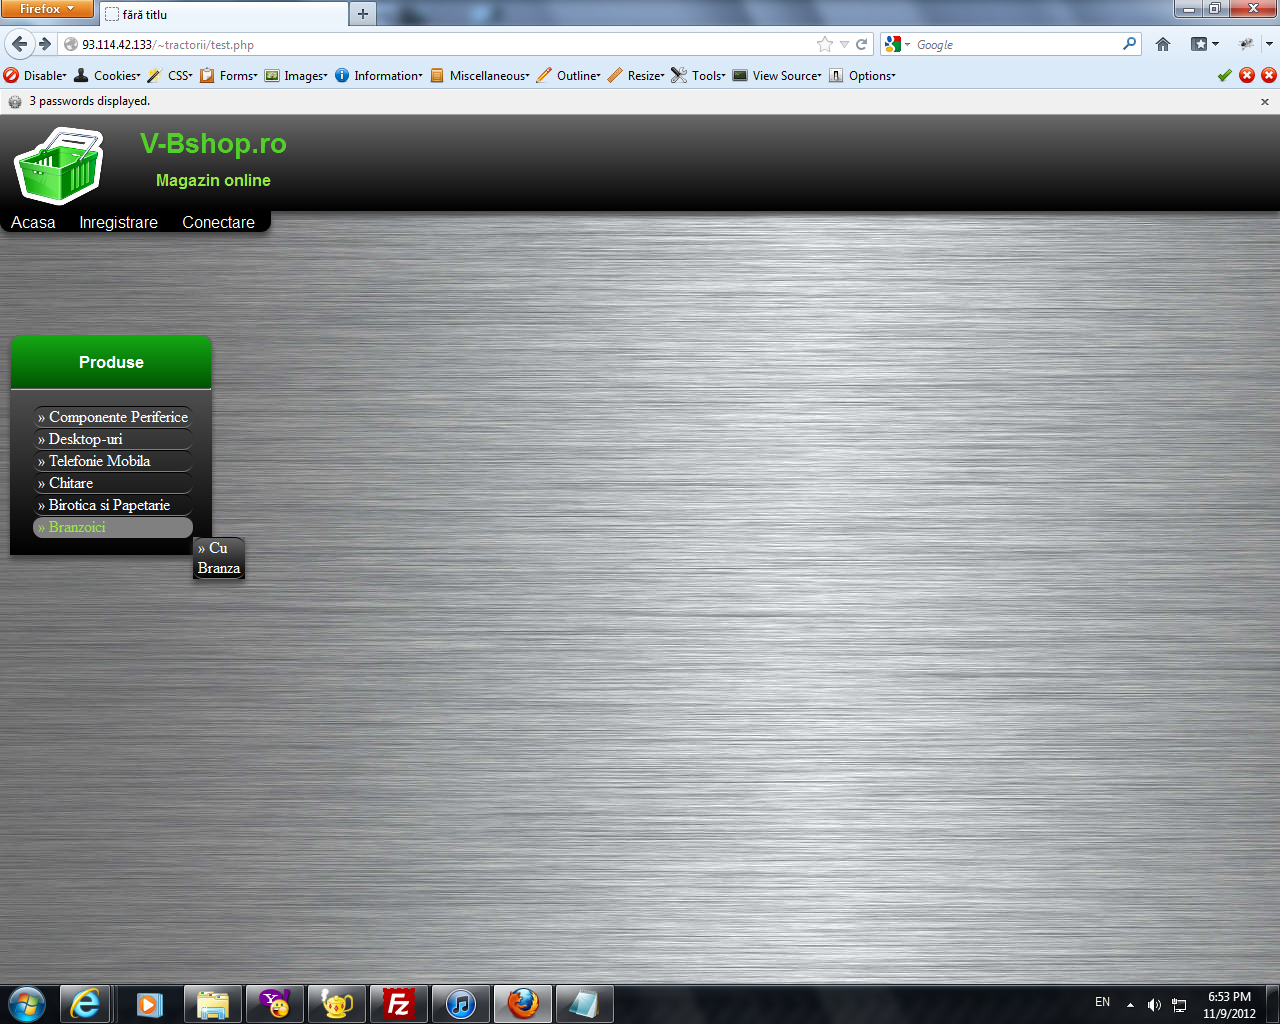 Firefox
fără titlu
93.114.42.133/~tractorii/test.php
Google
Disable Cookies CSS Forms Images Information Miscellaneous Outline Resize Tools View Source Options
3 passwords displayed.
V-Bshop.ro
Magazin online
Acasa Inregistrare Conectare
Produse
» Componente Periferice
» Desktop-uri
» Telefonie Mobila
» Chitare
» Birotica si Papetarie
» Branzoici
» Cu
Branza
Fz
EN
6:53 PM
11/9/2012